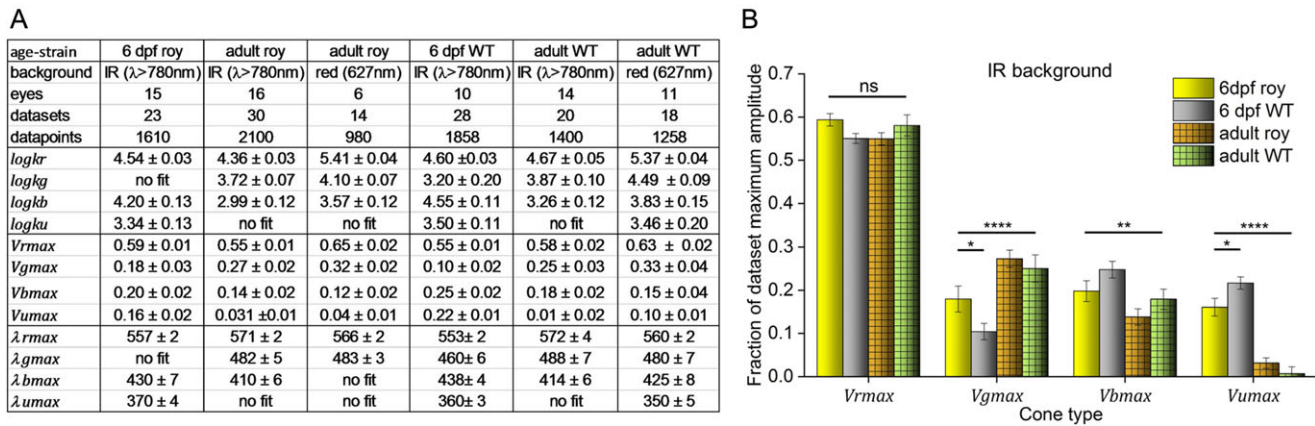 A
age-strain 6 dpf roy adult roy adult roy 6 dpf WT adult WT adult WT
background IR (λ>780nm) IR (λ>780nm) red (627nm) IR (λ>780nm) IR (λ>780nm) red (627nm)
eyes 15 16 6 10 14 11
datasets 23 30 14 28 20 18
datapoints 1610 2100 980 1858 1400 1258
logkr 4.54 ± 0.03 4.36 ± 0.03 5.41 ± 0.04 4.60 ±0.03 4.67 ± 0.05 5.37 ± 0.04
logkg no fit 3.72 ± 0.07 4.10 ± 0.07 3.20 ± 0.20 3.87 ± 0.10 4.49 ± 0.09
logkb 4.20 ± 0.13 2.99 ± 0.12 3.57 ± 0.12 4.55 ± 0.11 3.26 ± 0.12 3.83 ± 0.15
logku 3.34 ± 0.13 no fit no fit 3.50 ± 0.11 no fit 3.46 ± 0.20
Vrmax 0.59 ± 0.01 0.55 ± 0.01 0.65 ± 0.02 0.55 ± 0.01 0.58 ± 0.02 0.63 ± 0.02
Vgmax 0.18 ± 0.03 0.27 ± 0.02 0.32 ± 0.02 0.10 ± 0.02 0.25 ± 0.03 0.33 ± 0.04
Vbmax 0.20 ± 0.02 0.14 ± 0.02 0.12 ± 0.02 0.25 ± 0.02 0.18 ± 0.02 0.15 ± 0.04
Vumax 0.16 ± 0.02 0.031 ±0.01 0.04 ± 0.01 0.22 ± 0.01 0.01 ± 0.02 0.10 ± 0.01
λrmax 557 ± 2 571 ± 2 566 ± 2 553± 2 572 ± 4 560 ± 2
λgmax no fit 482 ± 5 483 ± 3 460± 6 488 ± 7 480 ± 7
λbmax 430 ± 7 410 ± 6 no fit 438± 4 414 ± 6 425 ± 8
λumax 370 ± 4 no fit no fit 360± 3 no fit 350 ± 5
B
IR background
6dpf roy
6 dpf WT
adult roy
adult WT
Fraction of dataset maximum amplitude
0.7
0.6
0.5
0.4
0.3
0.2
0.1
0.0
ns
****
*
**
****
*
Vrmax Vgmax Vbmax Vumax
Cone type